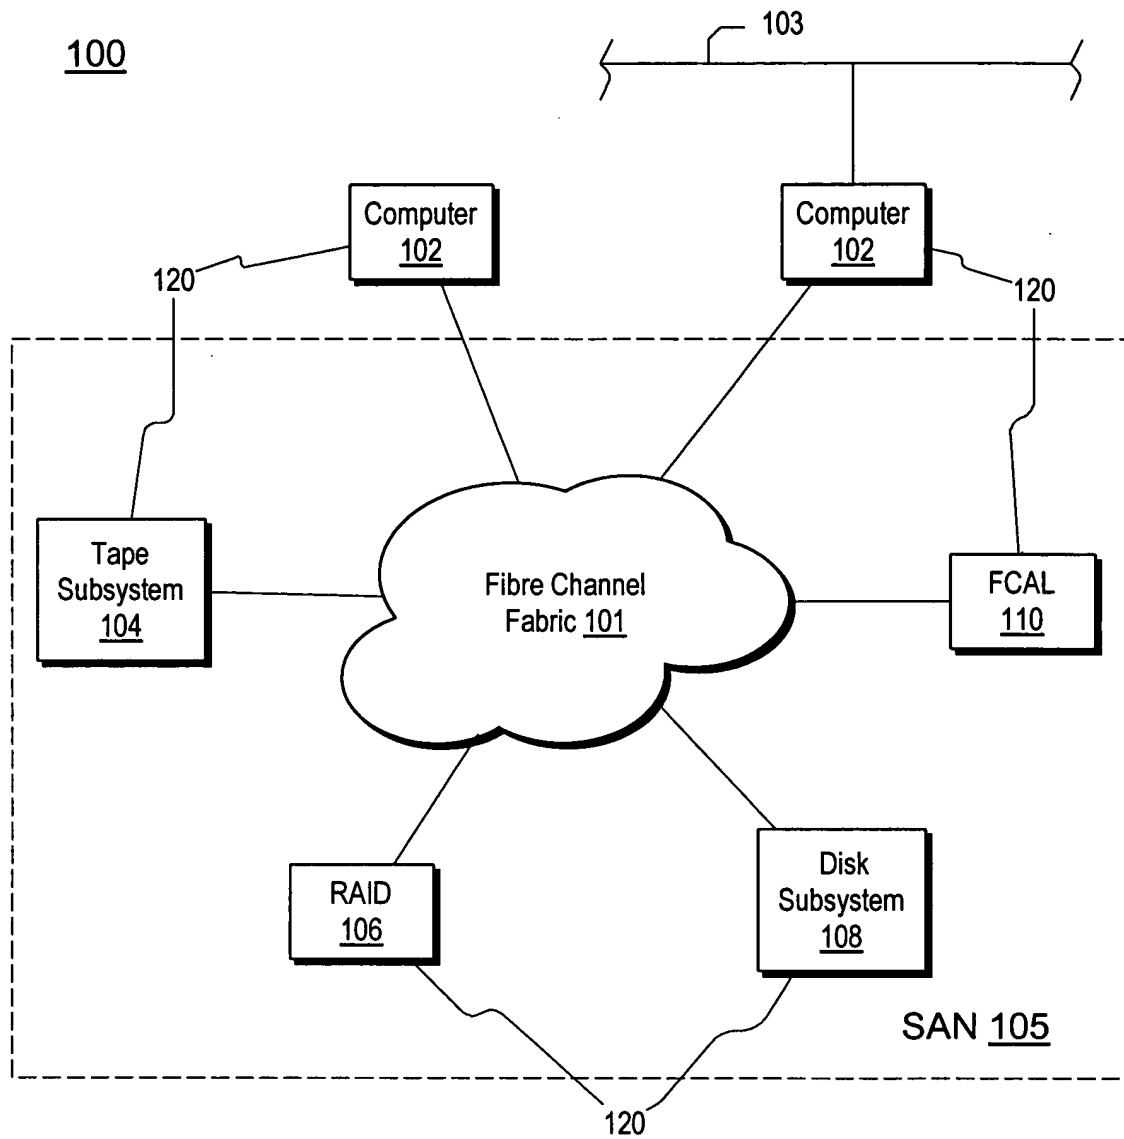 103
100
Computer
102
Computer
102
120
120
Tape
Subsystem
104
Fibre Channel
Fabric 101
FCAL
110
RAID
106
Disk
Subsystem
108
SAN 105
120